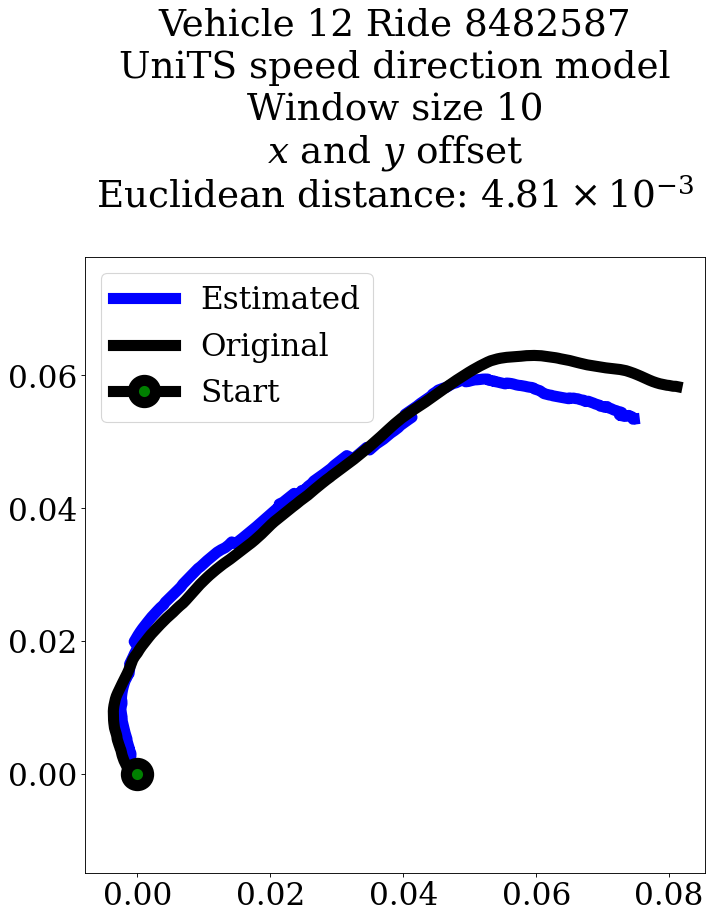 Vehicle 12 Ride 8482587
UniTS speed direction model
Window size 10
x and y offset
Euclidean distance: 4.81 × 10⁻³
Estimated
Original
Start
0.06
0.04
0.02
0.00
0.00 0.02 0.04 0.06 0.08